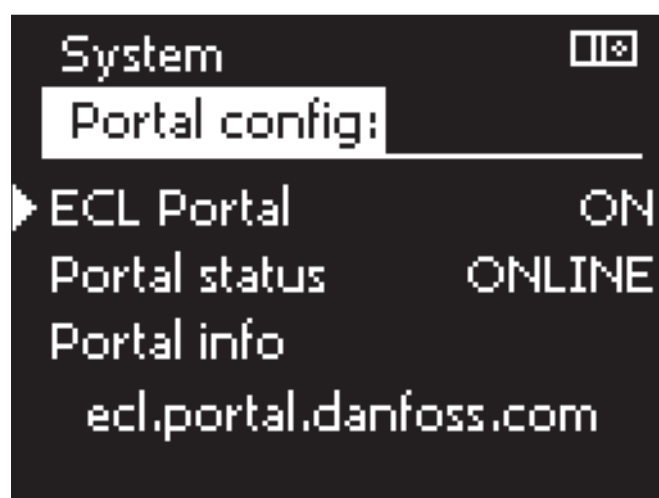 System
Portal config:
ECL Portal ON
Portal status ONLINE
Portal info
ecl.portal.danfoss.com